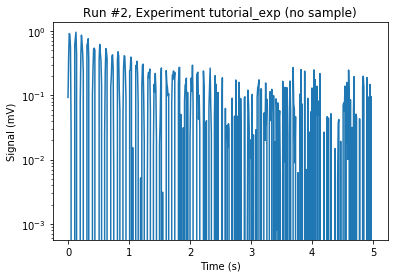 Run #2, Experiment tutorial_exp (no sample)
10⁰
10⁻¹
10⁻²
10⁻³
Signal (mV)
0 1 2 3 4 5
Time (s)